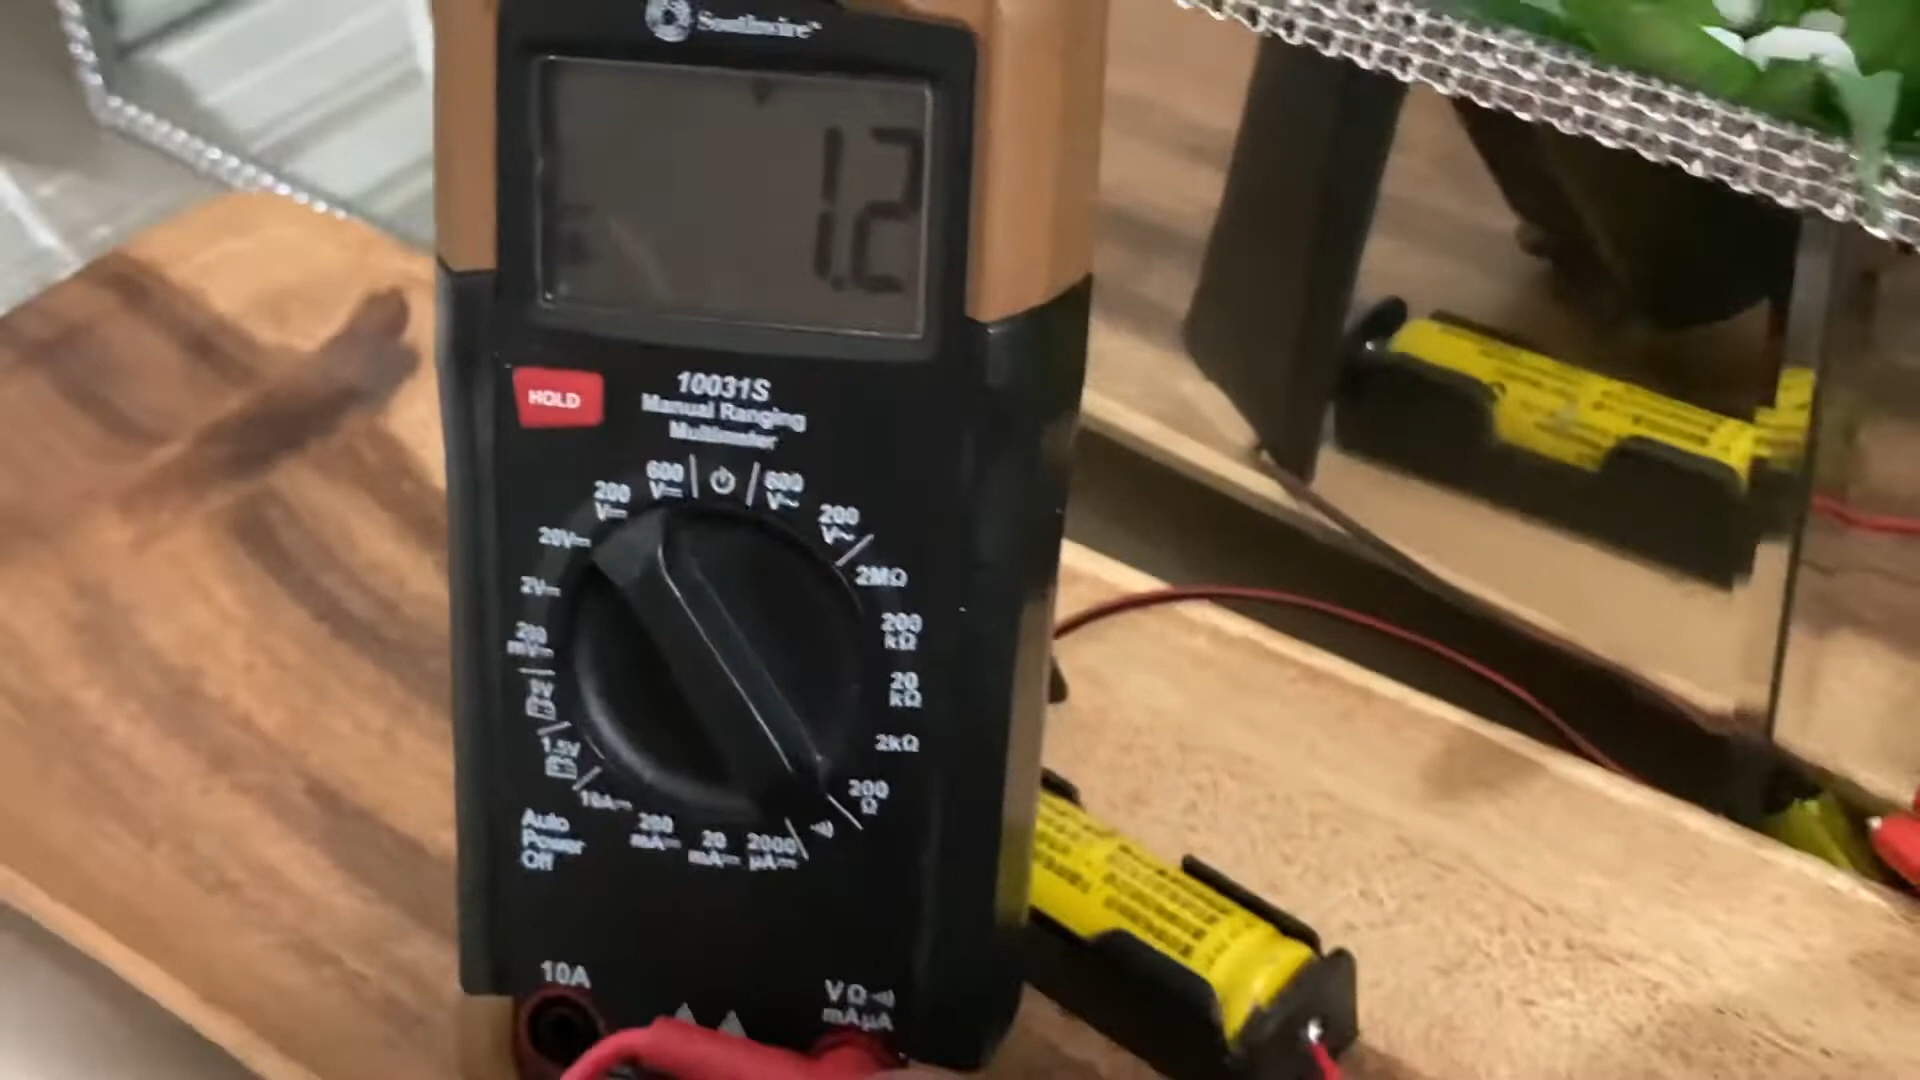 Southwire™
1.2
HOLD
10031S
Manual Ranging
Multimeter
600
V⎓
600
V~
200
V⎓
200
V~
20V⎓
2MΩ
2V⎓
200
kΩ
200
mV⎓
20
kΩ
9V
2kΩ
1.5V
200
Ω
10A⎓
200
mA⎓
20
mA⎓
2000
µA⎓
Auto
Power
Off
10A
VΩ
mAµA